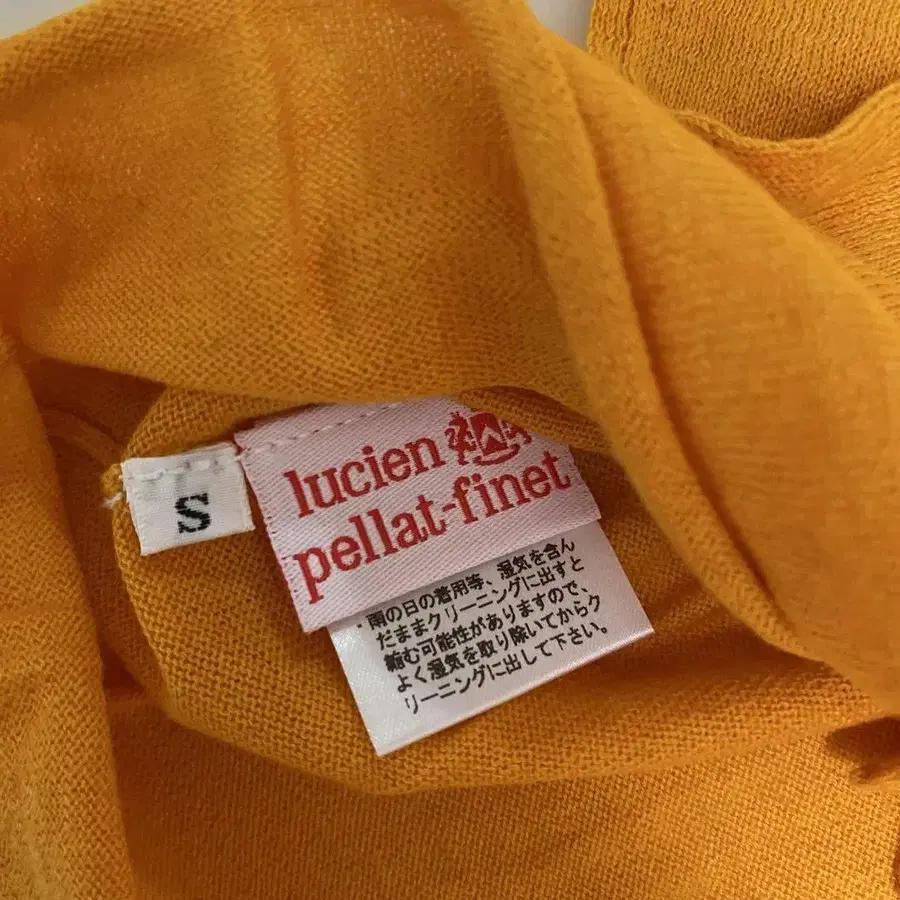 S
lucien
pellat-finet
・雨の日の着用等、湿気を含ん
だままクリーニングに出すと
縮む可能性がありますので、
よく湿気を取り除いてからク
リーニングに出して下さい。